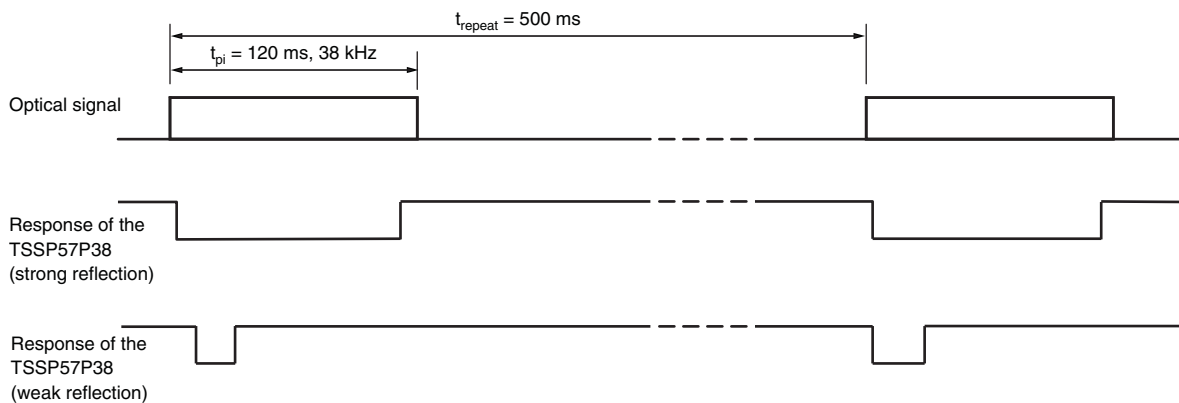 t_repeat = 500 ms
t_pi = 120 ms, 38 kHz
Optical signal
Response of the
TSSP57P38
(strong reflection)
Response of the
TSSP57P38
(weak reflection)